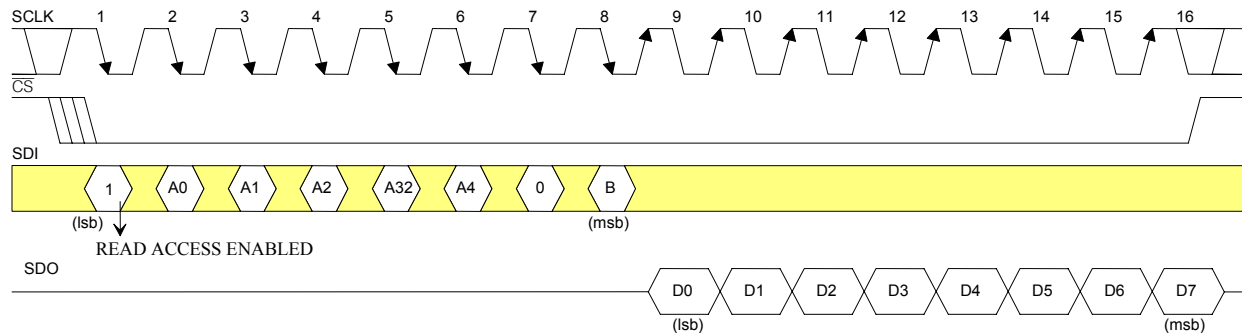 SCLK 1 2 3 4 5 6 7 8 9 10 11 12 13 14 15 16
CS
SDI
1 A0 A1 A2 A32 A4 0 B
(lsb) (msb)
READ ACCESS ENABLED
SDO
D0 D1 D2 D3 D4 D5 D6 D7
(lsb) (msb)